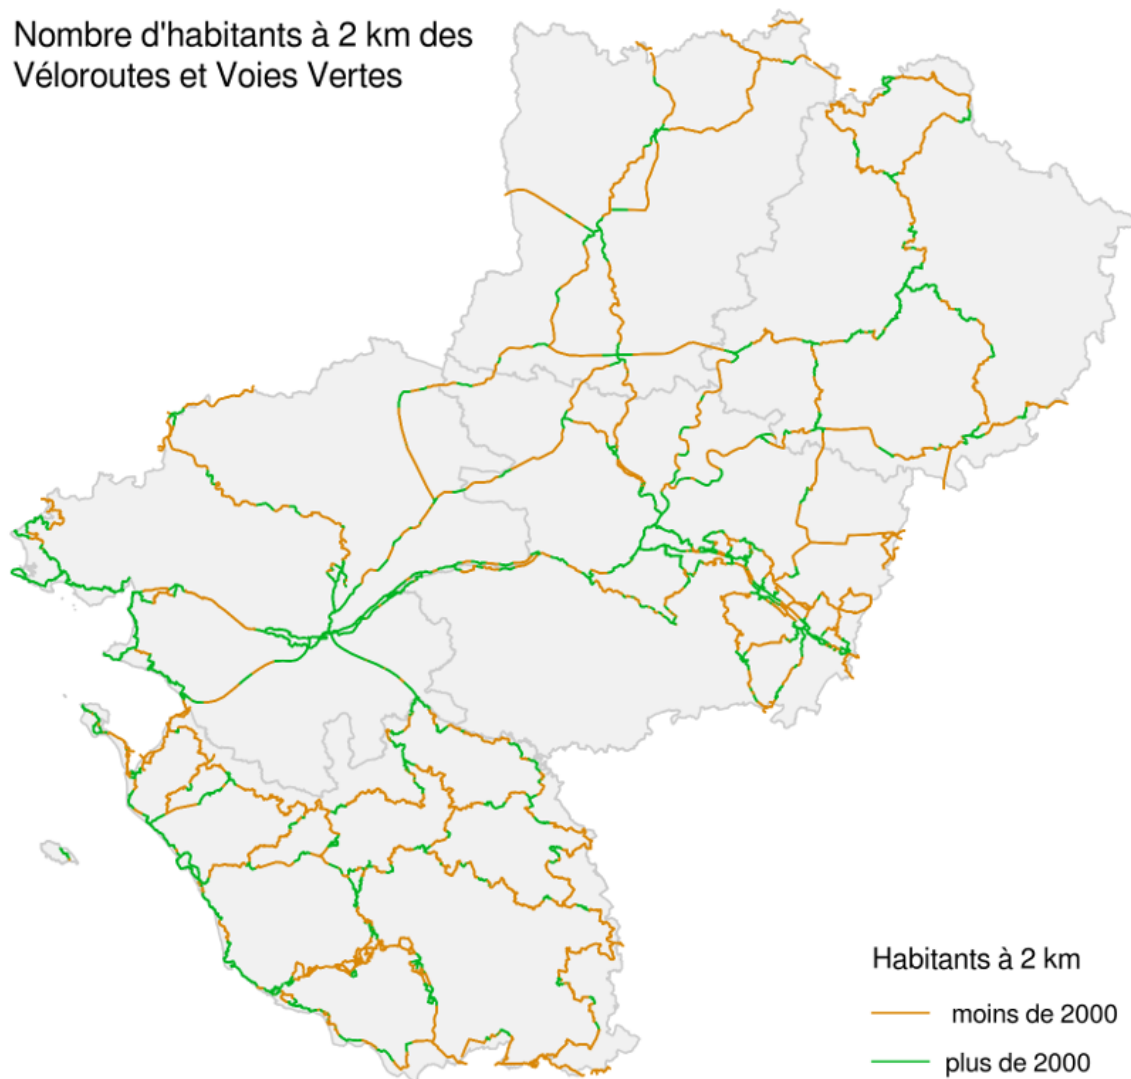 Nombre d'habitants à 2 km des
Véloroutes et Voies Vertes
Habitants à 2 km
moins de 2000
plus de 2000